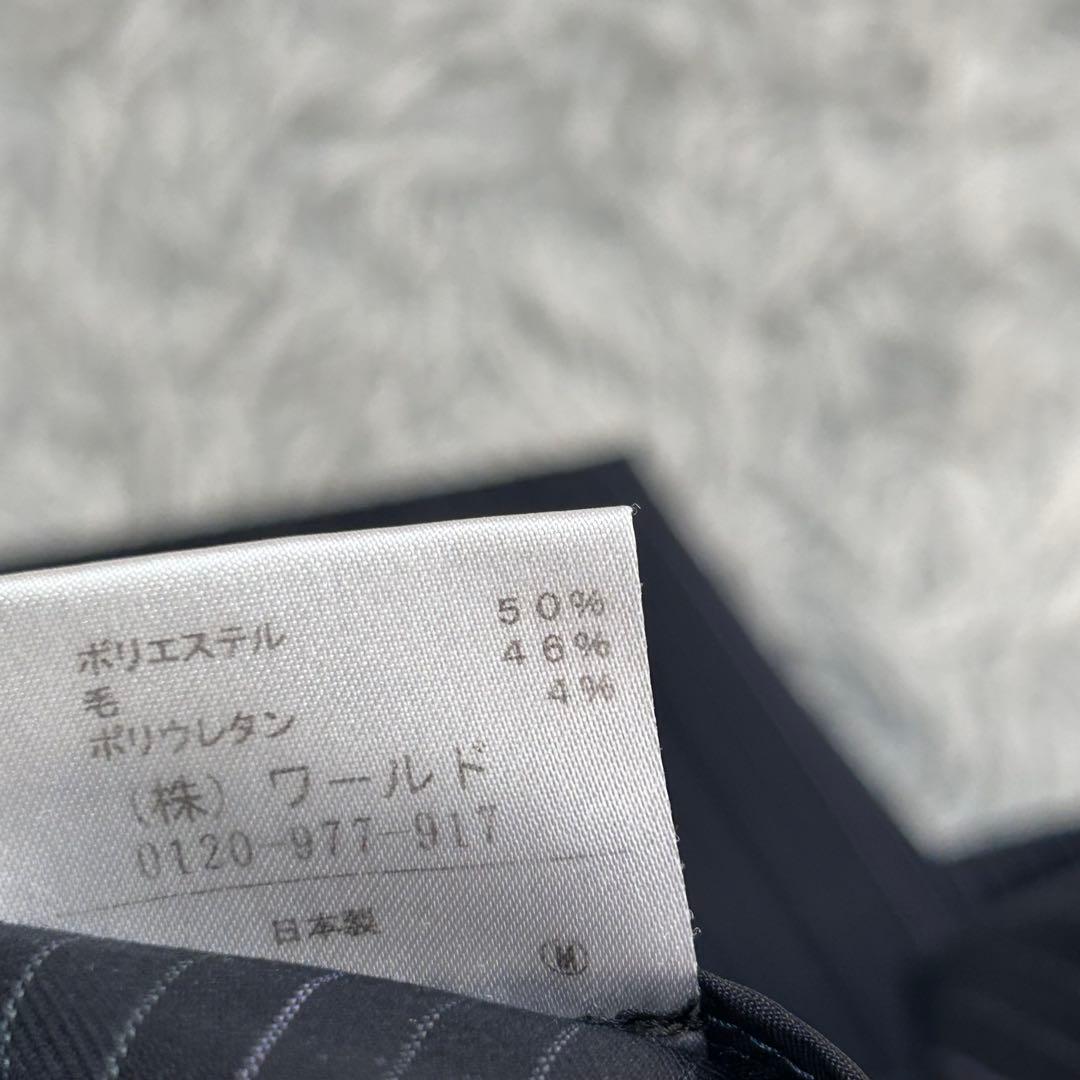 ポリエステル 50%
毛 46%
ポリウレタン 4%
(株) ワールド
0120-977-917
日本製
M